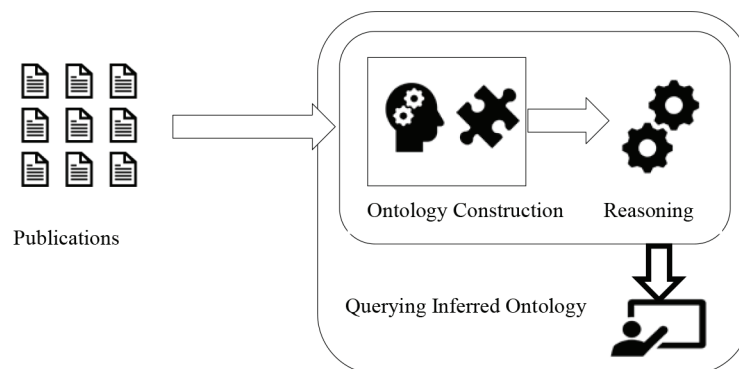 Ontology Construction
Reasoning
Publications
Querying Inferred Ontology